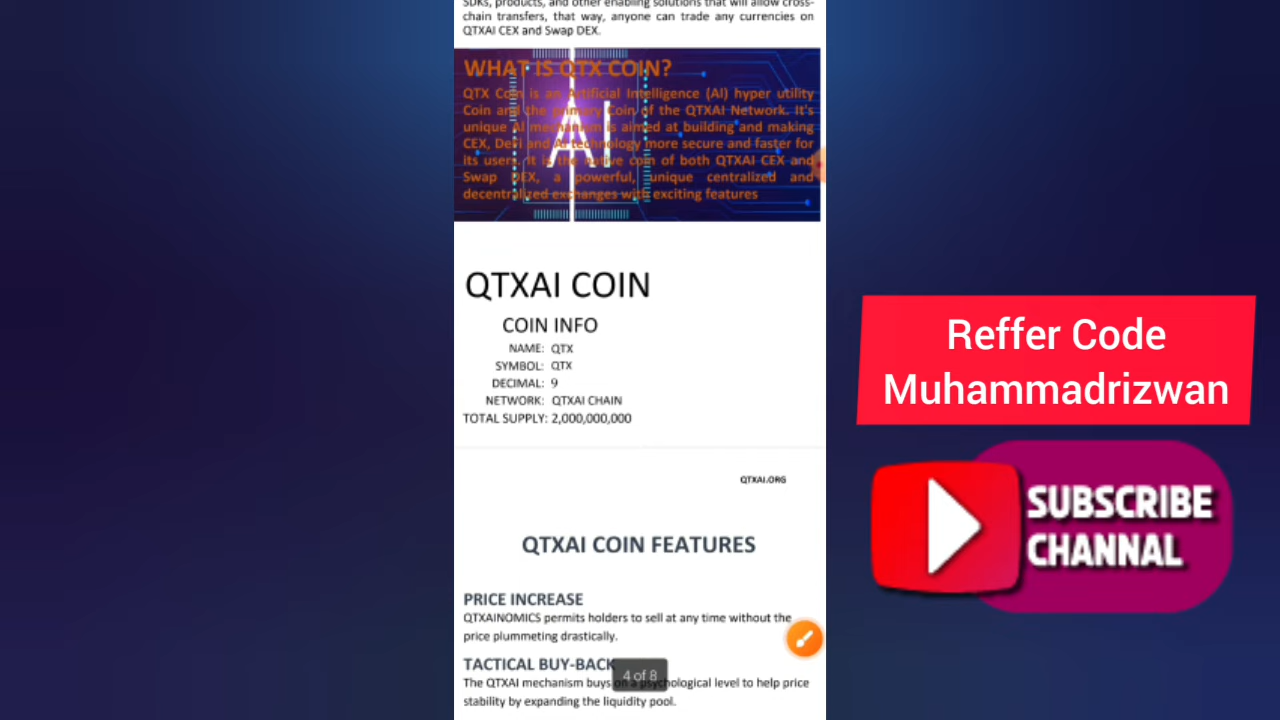 SDKs, products, and other enabling solutions that will allow cross-
chain transfers, that way, anyone can trade any currencies on
QTXAI CEX and Swap DEX.
WHAT IS QTX COIN?
QTX Coin is an Artificial Intelligence (AI) hyper utility
Coin and the primary Coin of the QTXAI Network. It's
unique AI mechanism is aimed at building and making
CEX, DeFi and AI technology more secure and faster for
its users. It is the native coin of both QTXAI CEX and
Swap DEX, a powerful, unique centralized and
decentralized exchanges with exciting features
AI
QTXAI COIN
COIN INFO
NAME: QTX
SYMBOL: QTX
DECIMAL: 9
NETWORK: QTXAI CHAIN
TOTAL SUPPLY: 2,000,000,000
QTXAI.ORG
QTXAI COIN FEATURES
PRICE INCREASE
QTXAINOMICS permits holders to sell at any time without the
price plummeting drastically.
TACTICAL BUY-BACK
4 of 8
The QTXAI mechanism buys on a psychological level to help price
stability by expanding the liquidity pool.
Reffer Code
Muhammadrizwan
SUBSCRIBE
CHANNAL